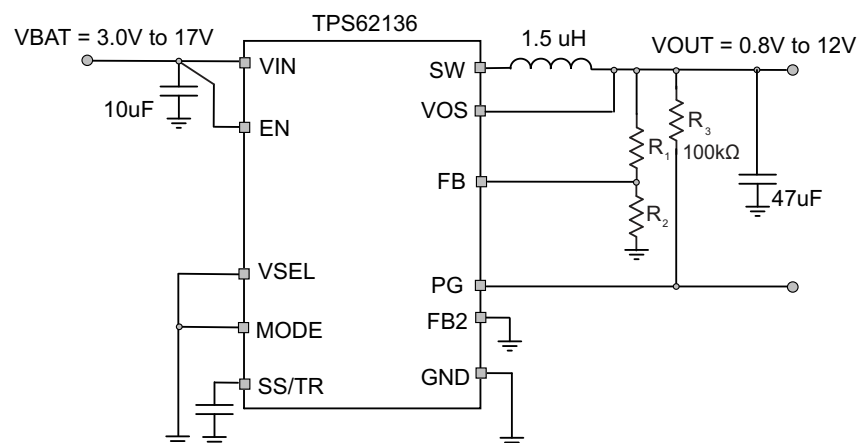 TPS62136
VBAT = 3.0V to 17V
1.5 uH
VOUT = 0.8V to 12V
VIN
SW
10uF
VOS
EN
R3
R1
100kΩ
FB
47uF
R2
VSEL
PG
MODE
FB2
SS/TR
GND